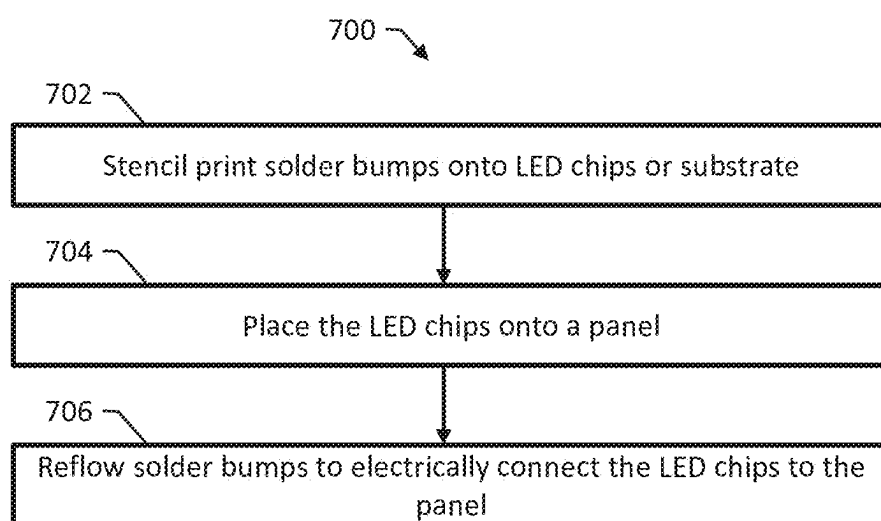 700
702
Stencil print solder bumps onto LED chips or substrate
704
Place the LED chips onto a panel
706
Reflow solder bumps to electrically connect the LED chips to the
panel